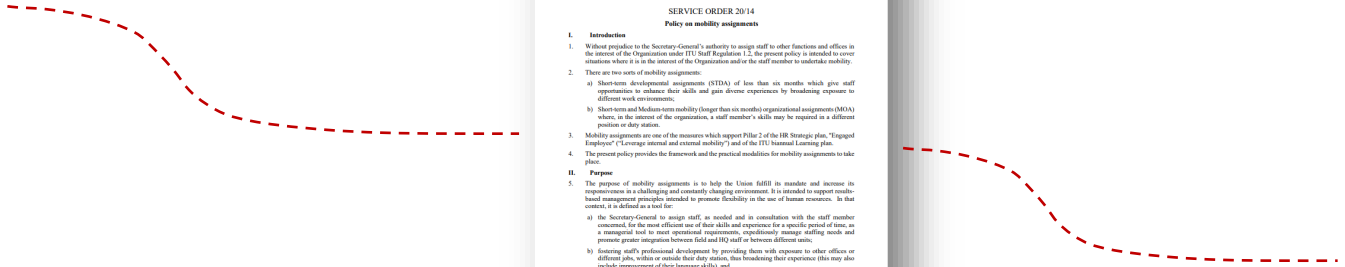 SERVICE ORDER 20/14
Policy on mobility assignments
I. Introduction
1. Without prejudice to the Secretary-General's authority to assign staff to other functions and offices in
the interest of the Organization under ITU Staff Regulation 1.2, the present policy is intended to cover
situations where it is in the interest of the Organization and/or the staff member to undertake mobility.
2. There are two sorts of mobility assignments:
a) Short-term developmental assignments (STDA) of less than six months which give staff
opportunities to enhance their skills and gain diverse experiences by broadening exposure to
different work environments;
b) Short-term and Medium-term mobility (longer than six months) organizational assignments (MOA)
where, in the interest of the organization, a staff member's skills may be required in a different
position or duty station.
3. Mobility assignments are one of the measures which support Pillar 2 of the HR Strategic plan, "Engaged
Employee" ("Leverage internal and external mobility") and of the ITU biannual Learning plan.
4. The present policy provides the framework and the practical modalities for mobility assignments to take
place.
II. Purpose
5. The purpose of mobility assignments is to help the Union fulfill its mandate and increase its
responsiveness in a challenging and constantly changing environment. It is intended to support results-
based management principles intended to promote flexibility in the use of human resources. In that
context, it is defined as a tool for:
a) the Secretary-General to assign staff, as needed and in consultation with the staff member
concerned, for the most efficient use of their skills and experience for a specific period of time, as
a managerial tool to meet operational requirements, expeditiously manage staffing needs and
promote greater integration between field and HQ staff or between different units;
b) fostering staff's professional development by providing them with exposure to other offices or
different jobs, within or outside their duty station, thus broadening their experience (this may also
include improvement of their language skills), and